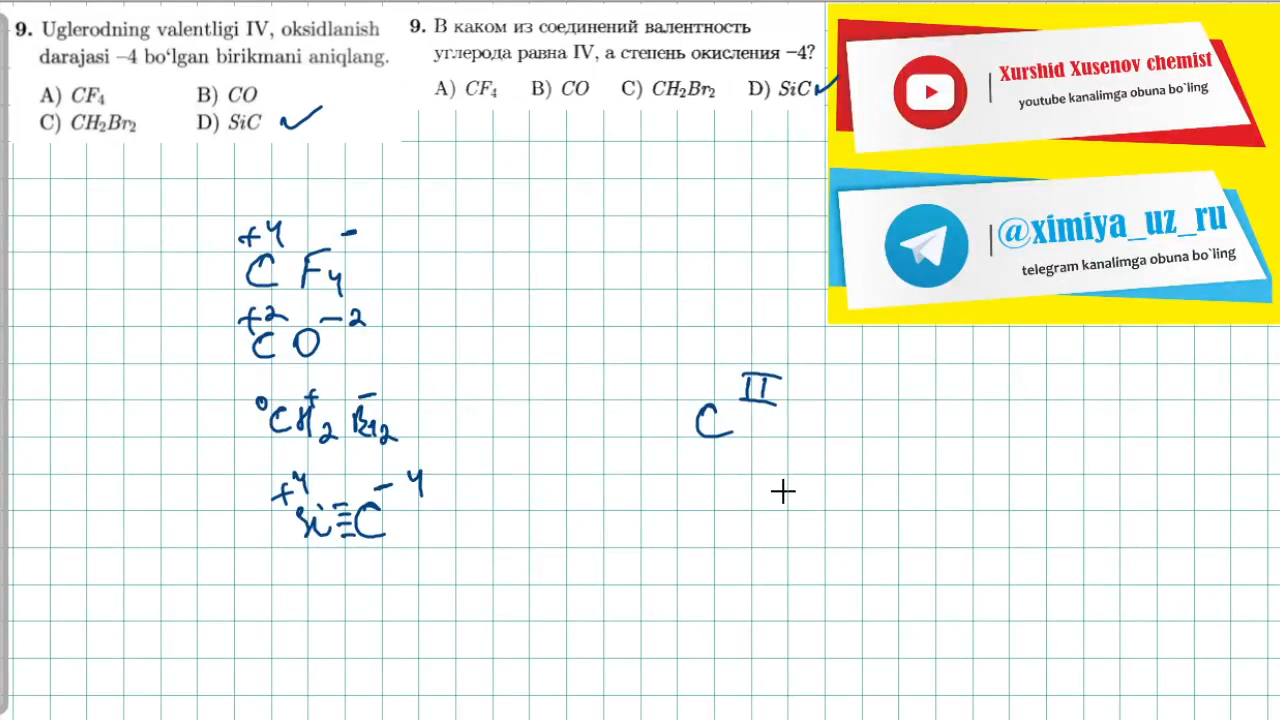 9. Uglerodning valentligi IV, oksidlanish
darajasi –4 bo‘lgan birikmani aniqlang.
A) CF₄ B) CO
C) CH₂Br₂ D) SiC ✓
9. В каком из соединений валентность
углерода равна IV, а степень окисления –4?
A) CF₄ B) CO C) CH₂Br₂ D) SiC ✓
Xurshid Xusenov chemist
youtube kanalimga obuna bo`ling
@ximiya_uz_ru
telegram kanalimga obuna bo`ling
+4 -
C F₄
+2 -2
C O
0 + -
CH₂ Br₂
+4 -4
Si≡C
II
C